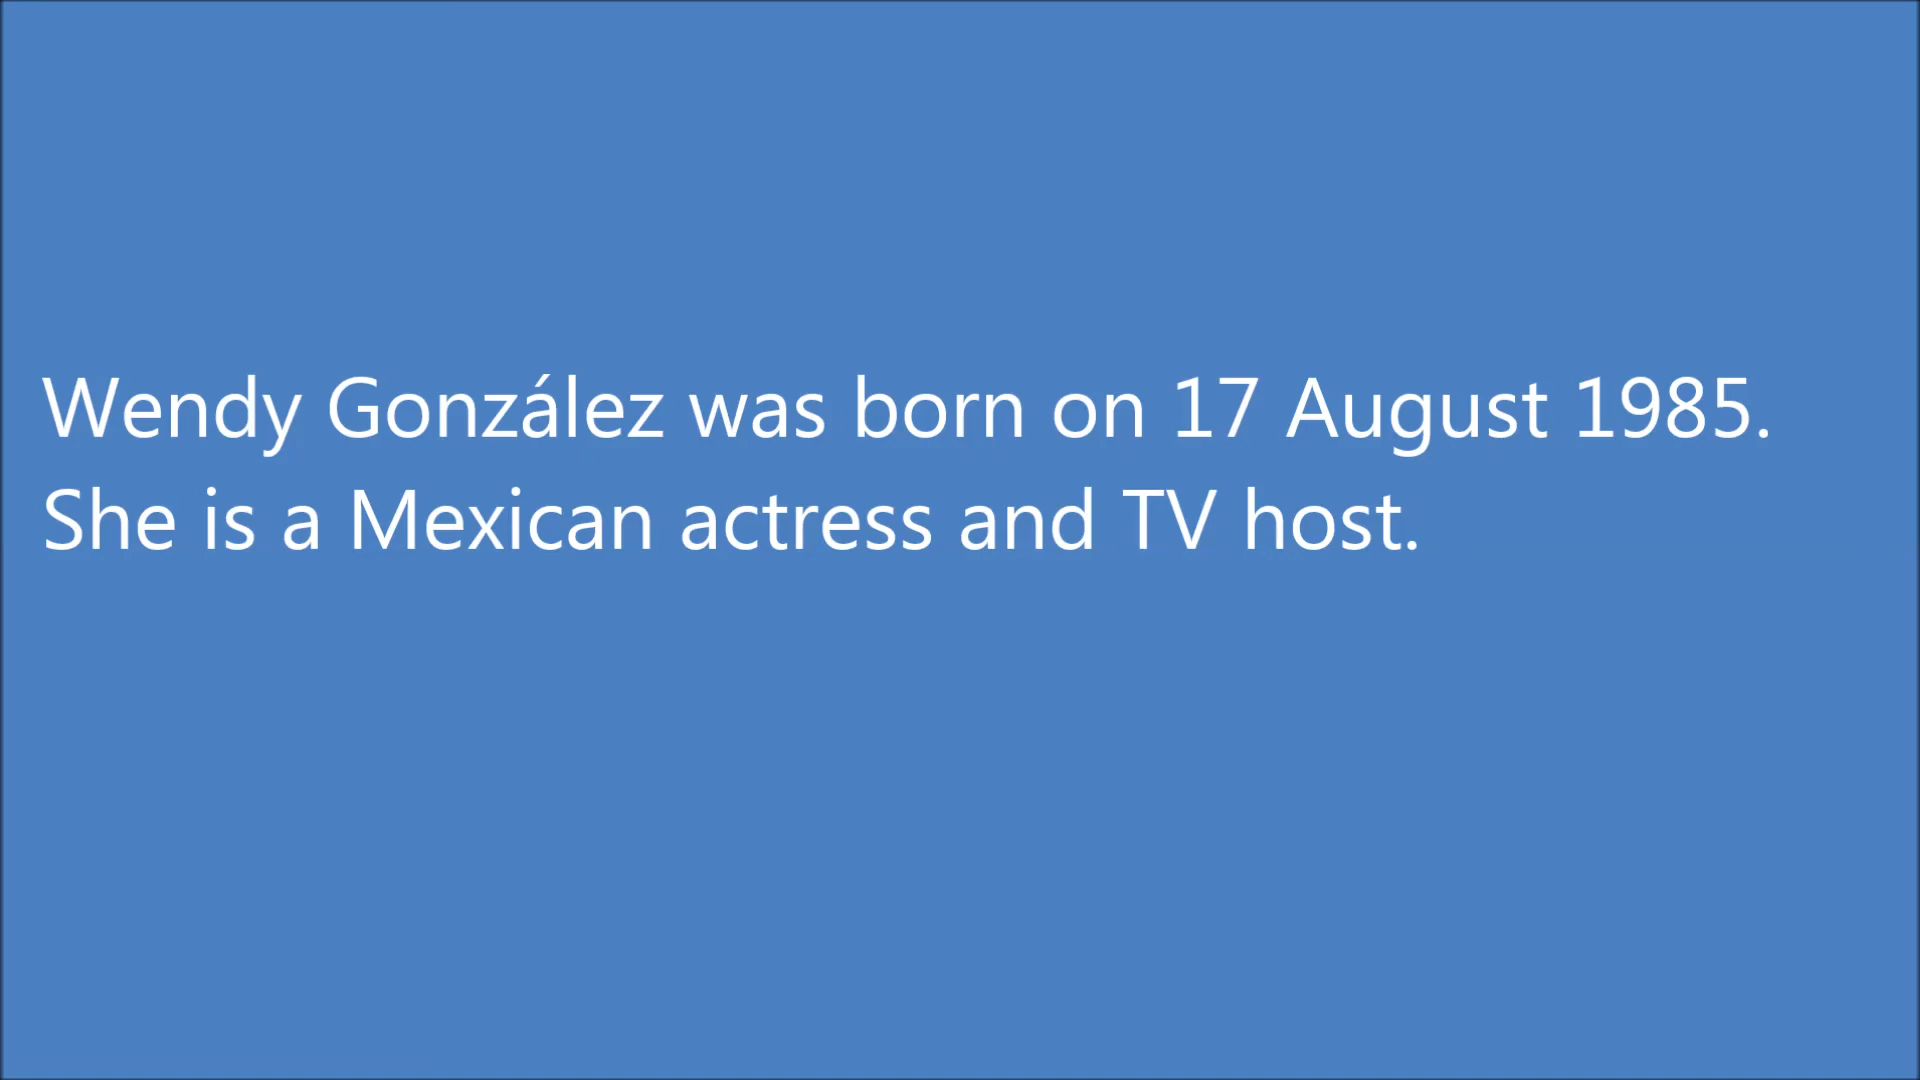 Wendy González was born on 17 August 1985.
She is a Mexican actress and TV host.